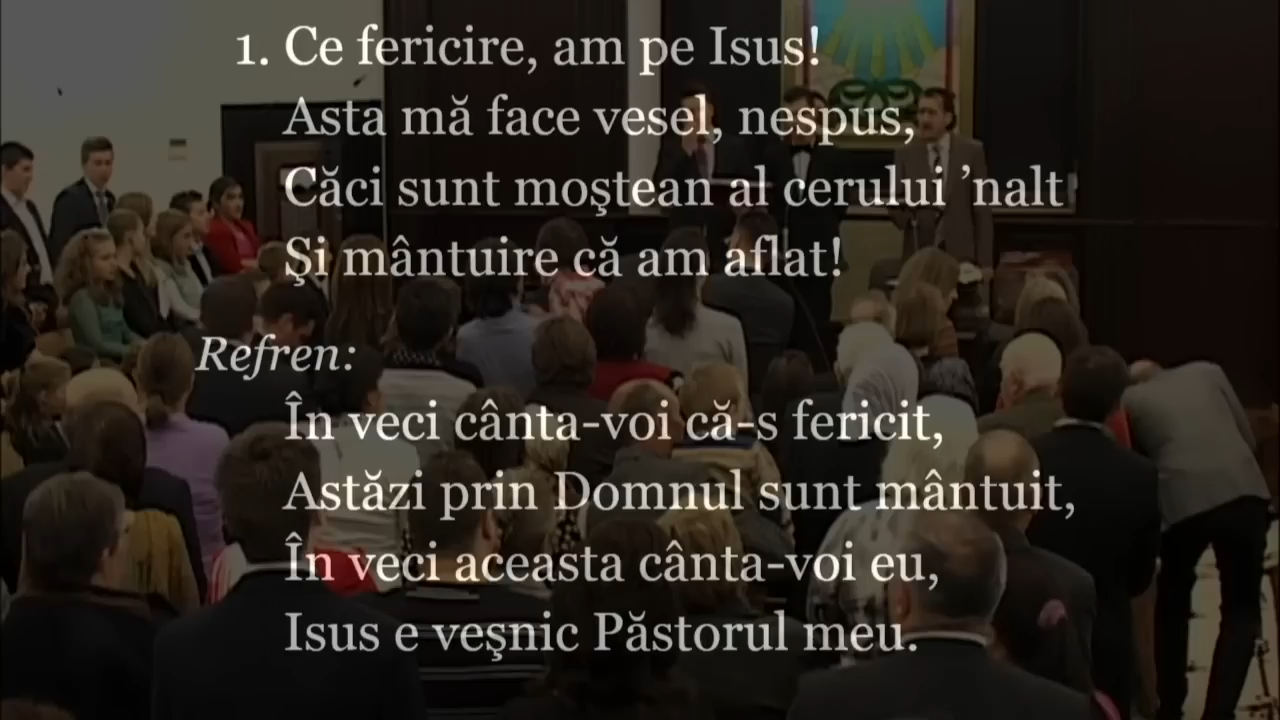 1. Ce fericire, am pe Isus!
Asta mă face vesel, nespus,
Căci sunt moştean al cerului ’nalt
Şi mântuire că am aflat!
Refren:
În veci cânta-voi că-s fericit,
Astăzi prin Domnul sunt mântuit,
În veci aceasta cânta-voi eu,
Isus e veşnic Păstorul meu.